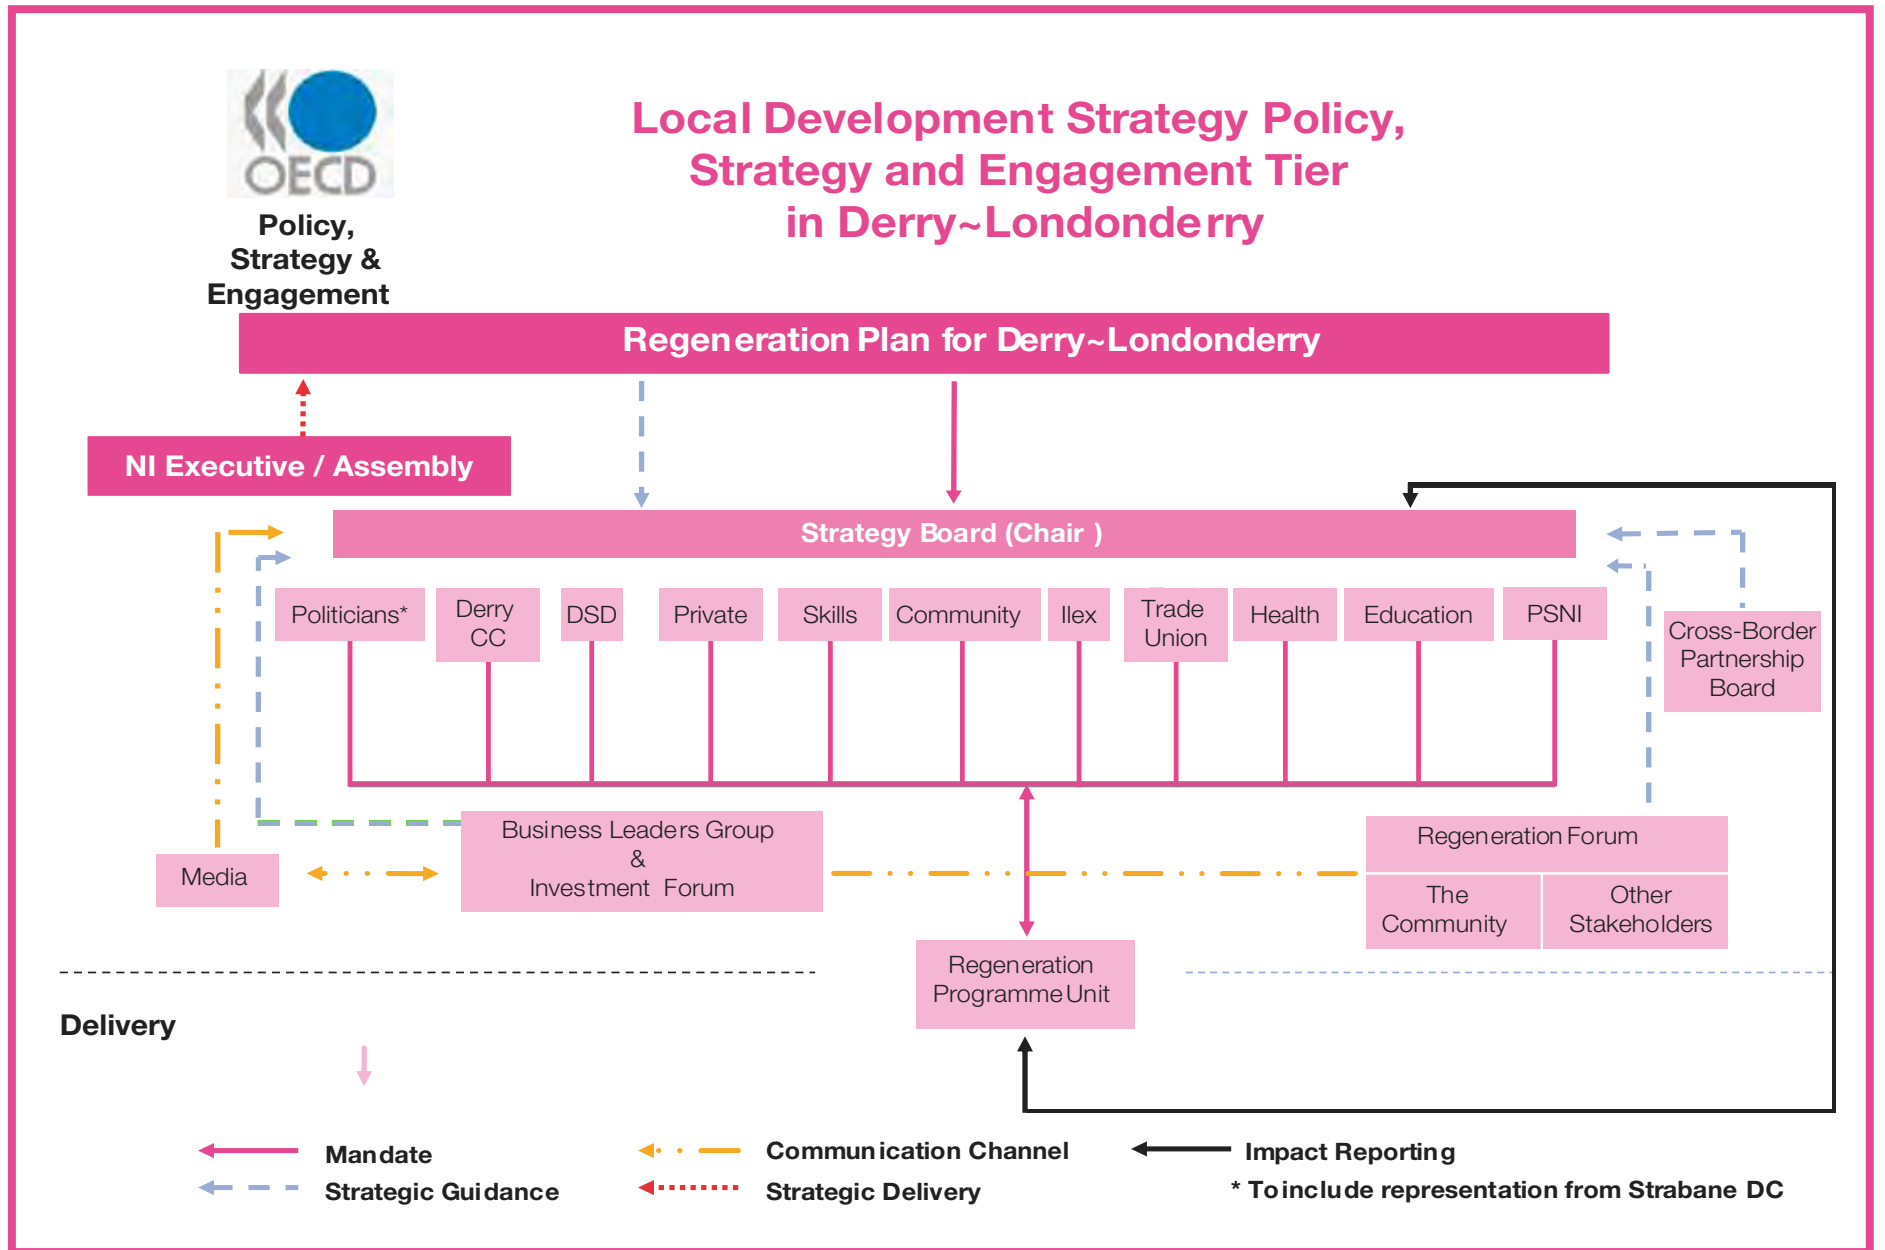 OECD
Policy,
Strategy &
Engagement
Local Development Strategy Policy,
Strategy and Engagement Tier
in Derry~Londonderry
Regeneration Plan for Derry~Londonderry
NI Executive / Assembly
Strategy Board (Chair )
Politicians*
Derry
CC
DSD
Private
Skills
Community
Ilex
Trade
Union
Health
Education
PSNI
Cross-Border
Partnership
Board
Business Leaders Group
&
Investment Forum
Media
Regeneration Forum
The
Community
Other
Stakeholders
Regeneration
Programme Unit
Delivery
Mandate
Strategic Guidance
Communication Channel
Strategic Delivery
Impact Reporting
* To include representation from Strabane DC